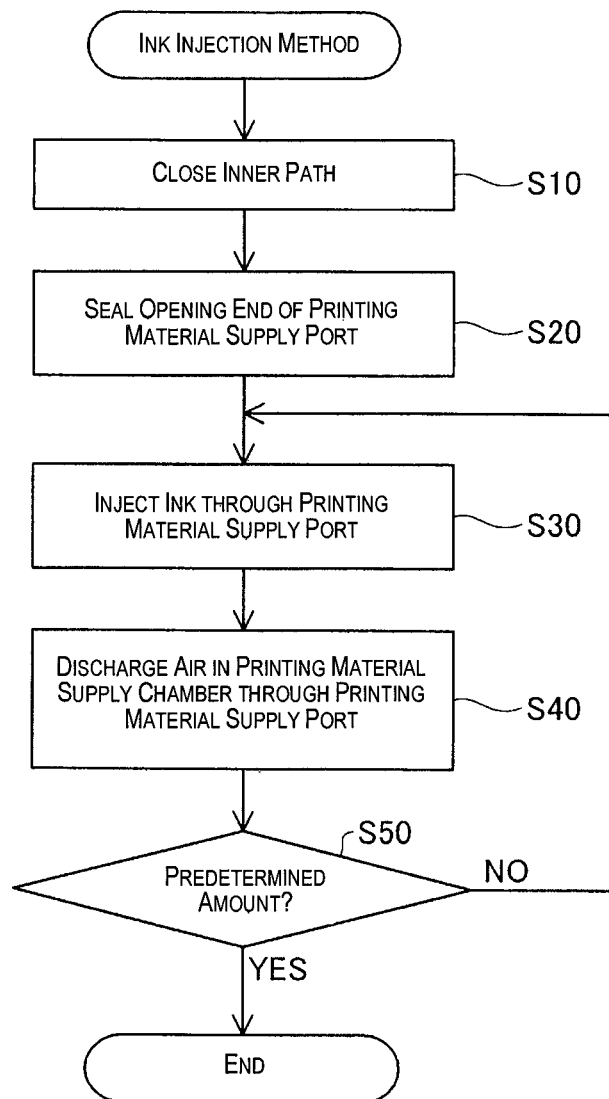 INK INJECTION METHOD
CLOSE INNER PATH
S10
SEAL OPENING END OF PRINTING
MATERIAL SUPPLY PORT
S20
INJECT INK THROUGH PRINTING
MATERIAL SUPPLY PORT
S30
DISCHARGE AIR IN PRINTING MATERIAL
SUPPLY CHAMBER THROUGH PRINTING
MATERIAL SUPPLY PORT
S40
S50
PREDETERMINED
AMOUNT?
NO
YES
END